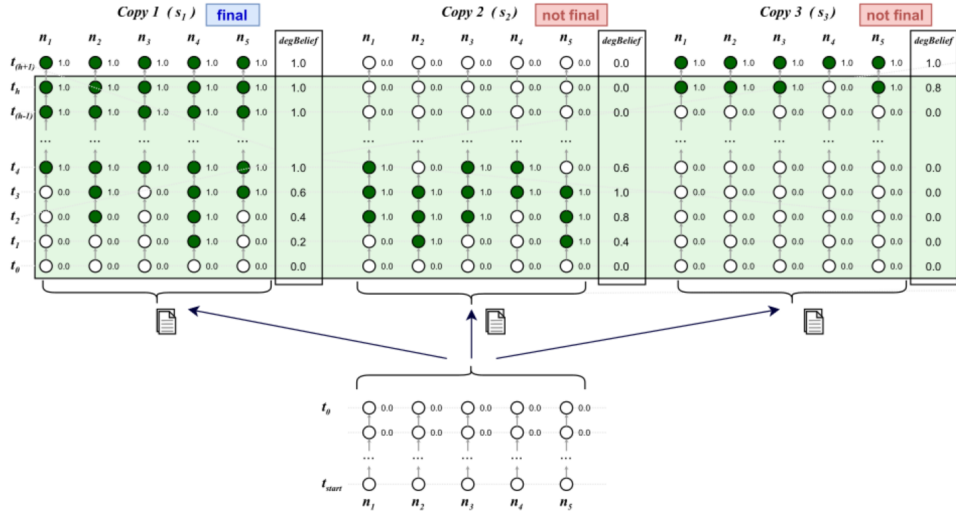 Copy 1 ( s1 ) final Copy 2 ( s2 ) not final Copy 3 ( s3 ) not final
n1 n2 n3 n4 n5 degBelief n1 n2 n3 n4 n5 degBelief n1 n2 n3 n4 n5 degBelief
t(h+1) 1.0 1.0 1.0 1.0 1.0 1.0 0.0 0.0 0.0 0.0 0.0 0.0 1.0 1.0 1.0 1.0 1.0 1.0
th 1.0 1.0 1.0 1.0 1.0 1.0 0.0 0.0 0.0 0.0 0.0 0.0 1.0 1.0 1.0 0.0 1.0 0.8
t(h-1) 1.0 1.0 1.0 1.0 1.0 1.0 0.0 0.0 0.0 0.0 0.0 0.0 0.0 0.0 0.0 0.0 0.0 0.0
... ... ... ... ... ... ... ... ... ... ... ... ... ... ...
t4 1.0 1.0 1.0 1.0 1.0 1.0 1.0 0.0 1.0 1.0 0.0 0.6 0.0 0.0 0.0 0.0 0.0 0.0
t3 0.0 1.0 0.0 1.0 1.0 0.6 1.0 1.0 1.0 1.0 1.0 1.0 0.0 0.0 0.0 0.0 0.0 0.0
t2 0.0 1.0 0.0 1.0 0.0 0.4 1.0 1.0 1.0 0.0 1.0 0.8 0.0 0.0 0.0 0.0 0.0 0.0
t1 0.0 0.0 0.0 1.0 0.0 0.2 0.0 1.0 0.0 0.0 1.0 0.4 0.0 0.0 0.0 0.0 0.0 0.0
t0 0.0 0.0 0.0 0.0 0.0 0.0 0.0 0.0 0.0 0.0 0.0 0.0 0.0 0.0 0.0 0.0 0.0 0.0
t0 0.0 0.0 0.0 0.0 0.0
0.0 0.0 0.0 0.0 0.0
... ... ... ... ...
tstart
n1 n2 n3 n4 n5